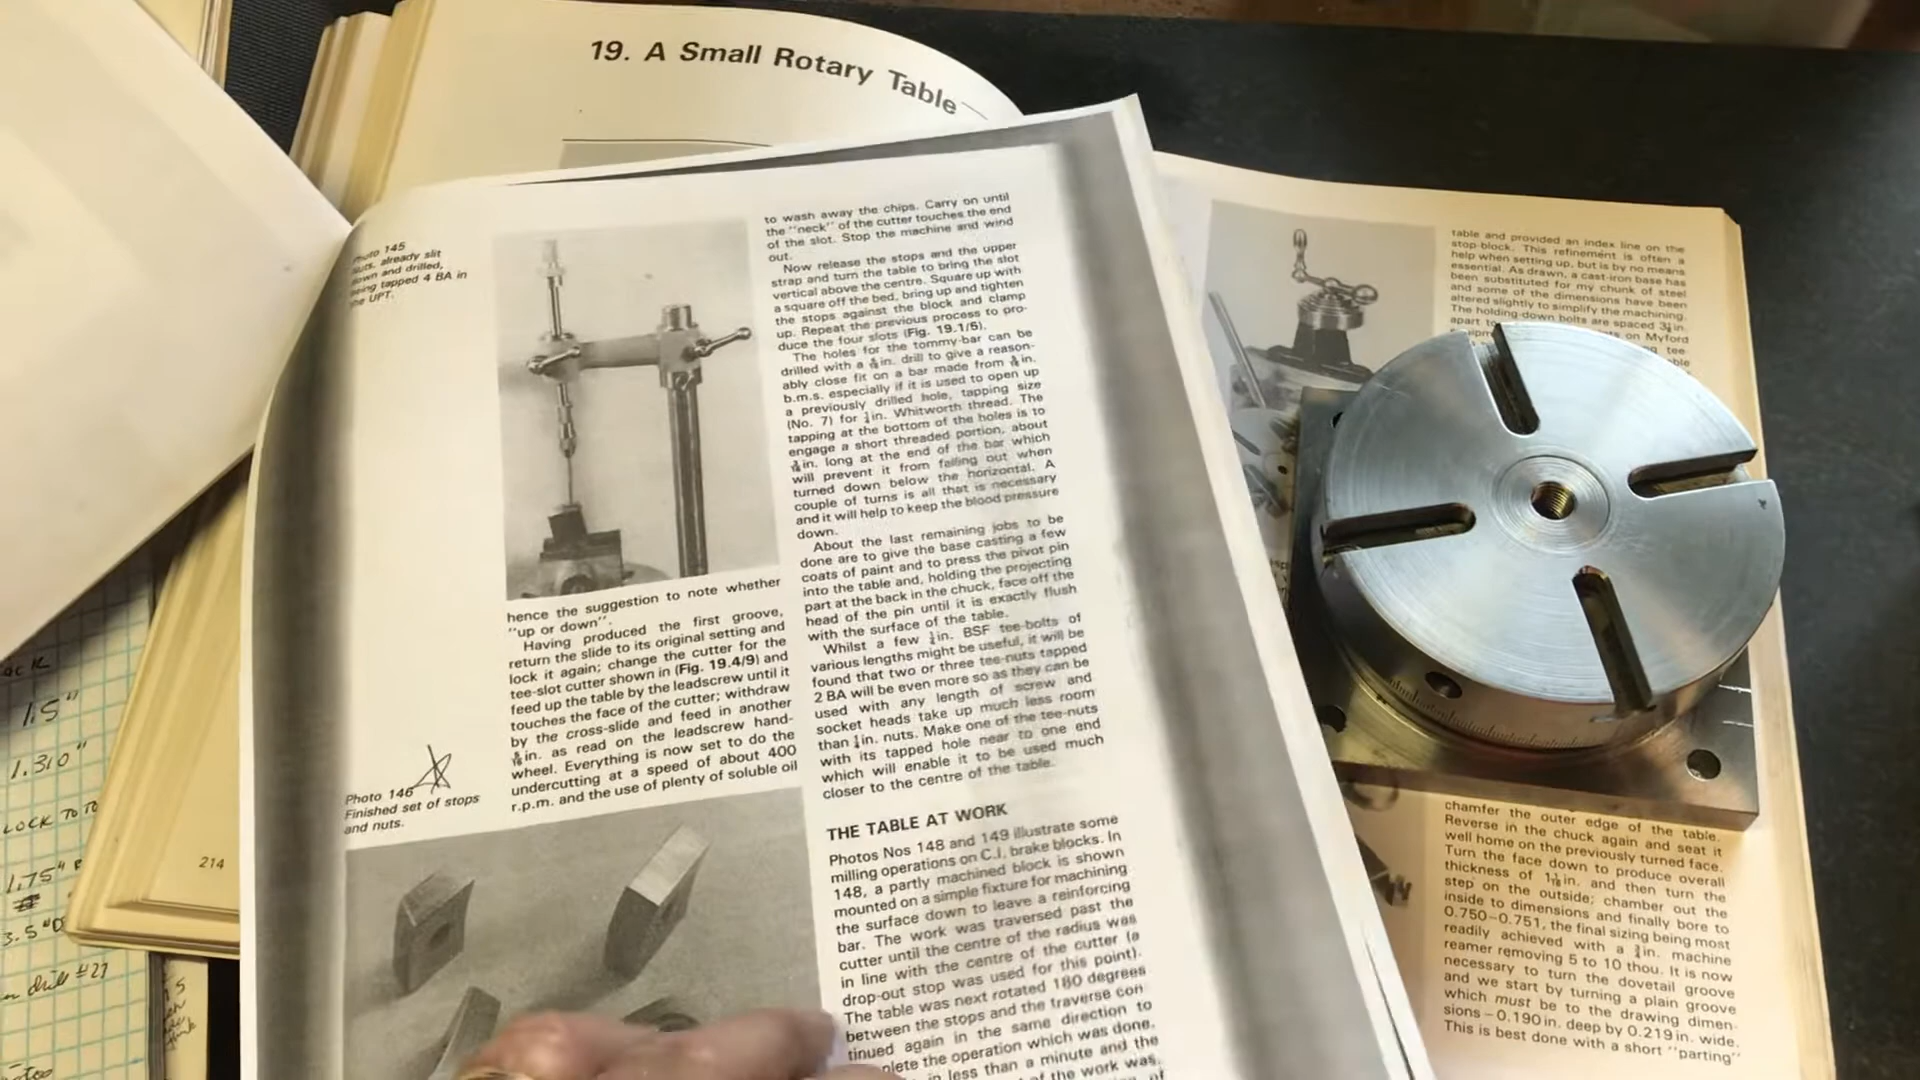 19. A Small Rotary Table
Photo 145
Nuts, already slit
down and drilled,
being tapped 4 BA in
the UPT.
hence the suggestion to note whether
"up or down".
Having produced the first groove,
return the slide to its original setting and
lock it again; change the cutter for the
tee-slot cutter shown in (Fig. 19.4/9) and
feed up the table by the leadscrew until it
touches the face of the cutter; withdraw
by the cross-slide and feed in another
in. as read on the leadscrew hand-
wheel. Everything is now set to do the
undercutting at a speed of about 400
r.p.m. and the use of plenty of soluble oil
Photo 146
Finished set of stops
and nuts.
to wash away the chips. Carry on until
the "neck" of the cutter touches the end
of the slot. Stop the machine and wind
out.
Now release the stops and the upper
strap and turn the table to bring the slot
vertical above the centre. Square up with
a square off the bed, bring up and tighten
the stops against the block and clamp
up. Repeat the previous process to pro-
duce the four slots (Fig. 19.1/5).
The holes for the tommy-bar can be
drilled with a in. drill to give a reason-
ably close fit on a bar made from in.
b.m.s. especially if it is used to open up
a previously drilled hole, tapping size
(No. 7) for ¼in. Whitworth thread. The
tapping at the bottom of the holes is to
engage a short threaded portion, about
in. long at the end of the bar which
will prevent it from falling out when
turned down below the horizontal. A
couple of turns is all that is necessary
and it will help to keep the blood pressure
down.
About the last remaining jobs to be
done are to give the base casting a few
coats of paint and to press the pivot pin
into the table and, holding the projecting
part at the back in the chuck, face off the
head of the pin until it is exactly flush
with the surface of the table.
Whilst a few ¼in. BSF tee-bolts of
various lengths might be useful, it will be
found that two or three tee-nuts tapped
2 BA will be even more so as they can be
used with any length of screw and
socket heads take up much less room
than ¼in. nuts. Make one of the tee-nuts
with its tapped hole near to one end
which will enable it to be used much
closer to the centre of the table.
THE TABLE AT WORK
Photos Nos 148 and 149 illustrate some
milling operations on C.I. brake blocks. In
148, a partly machined block is shown
mounted on a simple fixture for machining
the surface down to leave a reinforcing
bar. The work was traversed past the
cutter until the centre of the radius was
in line with the centre of the cutter (a
drop-out stop was used for this point).
The table was next rotated 180 degrees
between the stops and the traverse con
tinued again in the same direction to
plete the operation which was done.
in less than a minute and the
of the work was
of
table and provided an index line on the
stop-block. This refinement is often a
help when setting up, but is by no means
essential. As drawn, a cast-iron base has
been substituted for my chunk of steel
and some of the dimensions have been
altered slightly to simplify the machining.
The holding-down bolts are spaced in.
apart to
on Myford
tee-
chamfer the outer edge of the table.
Reverse in the chuck again and seat it
well home on the previously turned face.
Turn the face down to produce overall
thickness of in. and then turn the
step on the outside; chamber out the
inside to dimensions and finally bore to
0.750–0.751, the final sizing being most
readily achieved with a ¾in. machine
reamer removing 5 to 10 thou. It is now
necessary to turn the dovetail groove
and we start by turning a plain groove
which must be to the drawing dimen-
sions – 0.190in. deep by 0.219in. wide.
This is best done with a short "parting"
214
1.5"
1.310"
LOCK TO TO
1.75"
3.5"D
drill #27